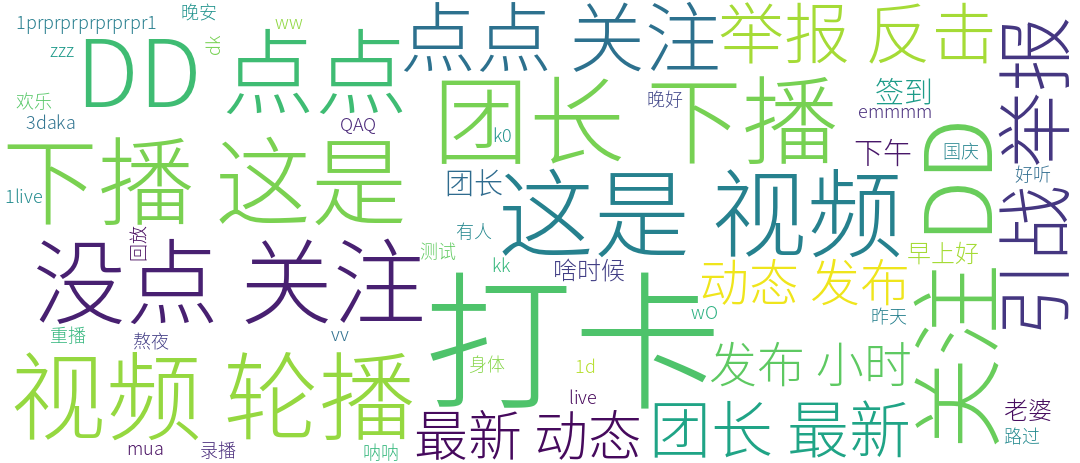 1prprprprprprpr1
晚安
ww
zzz
dk
DD 点点
点点 关注
举报 反击
引战 举报
欢乐
3daka
QAQ
团长 下播
k0
晚好
签到
emmmm
下午
国庆
好听
关注 DD
下播 这是
1live
团长
这是 视频
有人
没点 关注
回放
测试
kk
啥时候
动态 发布
早上好
昨天
重播
熬夜
vv
打卡
wO
视频 轮播
身体
1d
live
发布 小时
mua
录播
呐呐
最新 动态
团长 最新
老婆
路过